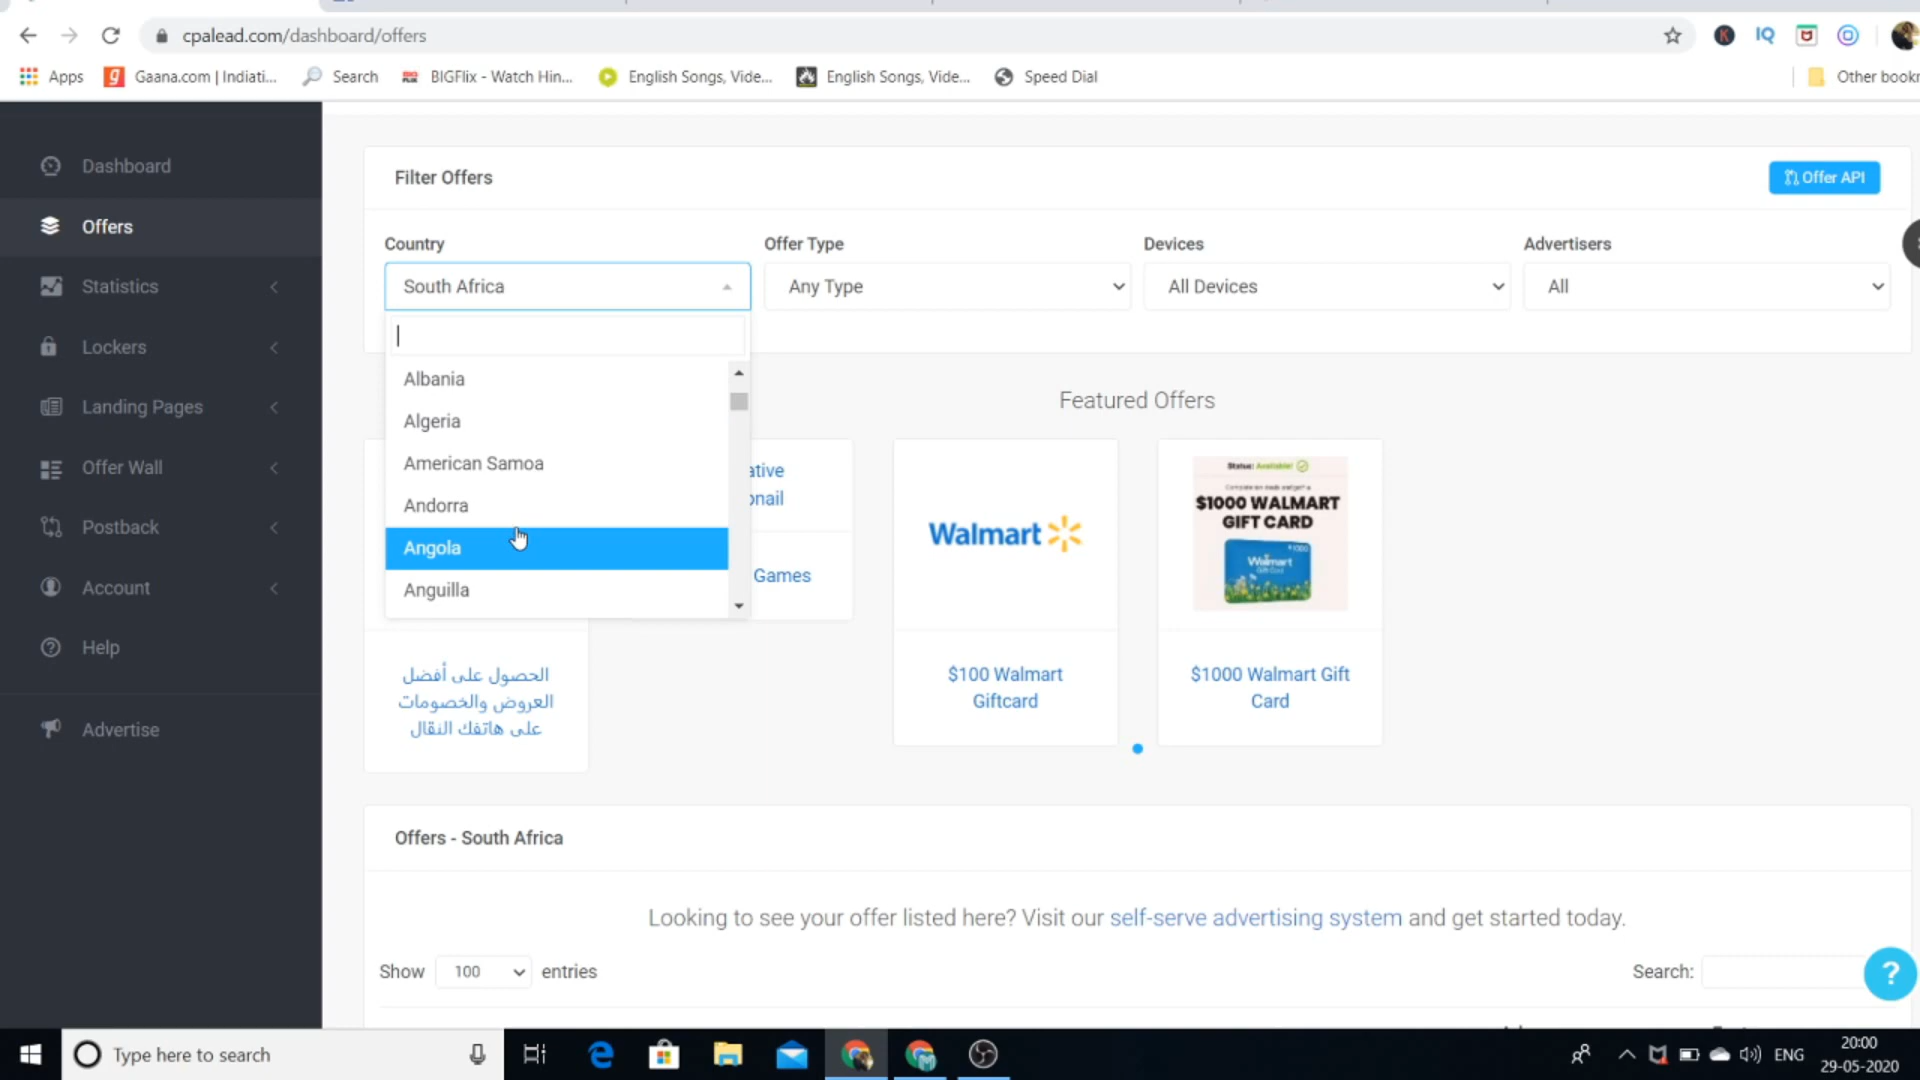 cpalead.com/dashboard/offers
Apps
Gaana.com | Indiati...
Search
BIGFlix - Watch Hin...
English Songs, Vide...
English Songs, Vide...
Speed Dial
Other bookr
Dashboard
Offers
Statistics
Lockers
Landing Pages
Offer Wall
Postback
Account
Help
Advertise
Filter Offers
Offer API
Country
Offer Type
Devices
Advertisers
South Africa
Any Type
All Devices
All
Albania
Algeria
American Samoa
Andorra
Angola
Anguilla
Featured Offers
ative
onail
Games
الحصول على أفضل
العروض والخصومات
على هاتفك النقال
Walmart
$100 Walmart
Giftcard
Status: Available!
$1000 WALMART
GIFT CARD
$1000
Walmart
$1000 Walmart Gift
Card
Offers - South Africa
Looking to see your offer listed here? Visit our self-serve advertising system and get started today.
Show 100 entries
Search:
?
Type here to search
ENG
20:00
29-05-2020